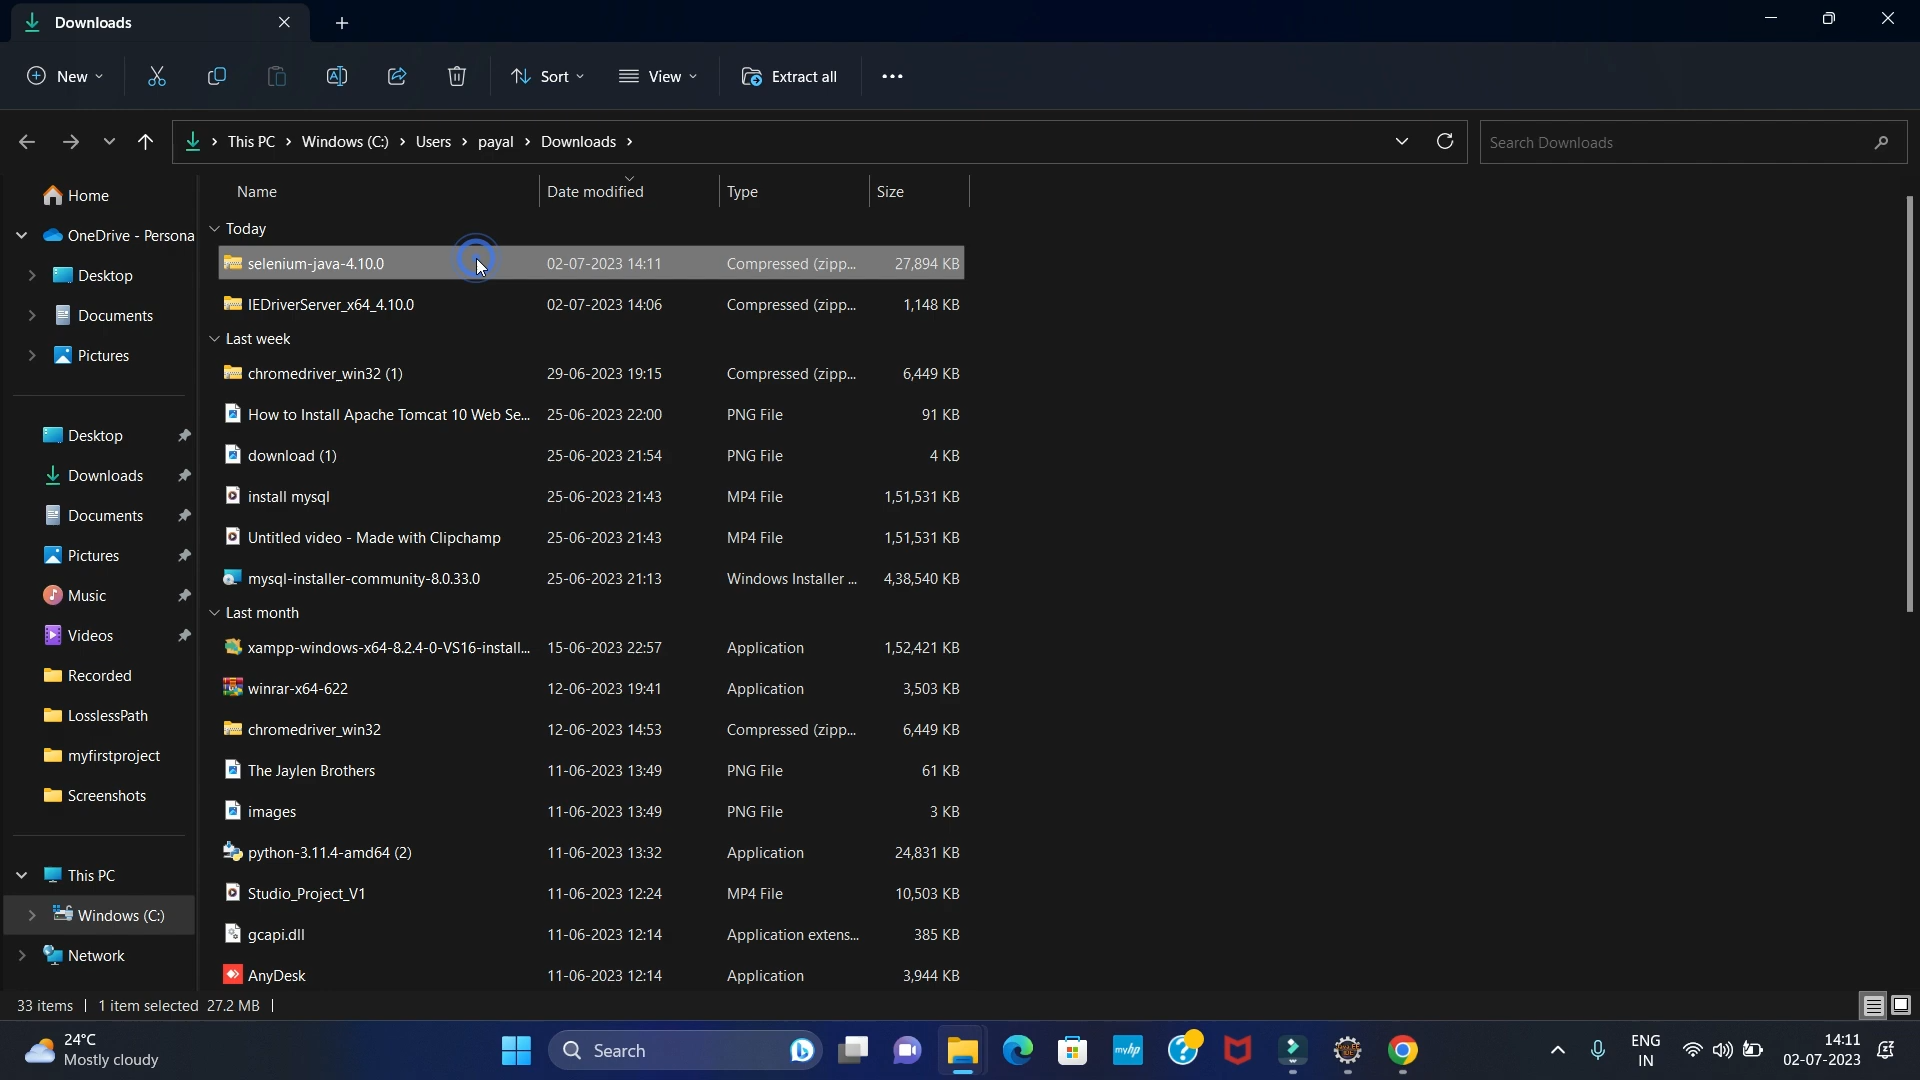 Downloads
New
Sort
View
Extract all
This PC > Windows (C:) > Users > payal > Downloads >
Search Downloads
Home
OneDrive - Persona
Desktop
Documents
Pictures
Desktop
Downloads
Documents
Pictures
Music
Videos
Recorded
LosslessPath
myfirstproject
Screenshots
This PC
Windows (C:)
Network
Name Date modified Type Size
Today
selenium-java-4.10.0 02-07-2023 14:11 Compressed (zipp... 27,894 KB
IEDriverServer_x64_4.10.0 02-07-2023 14:06 Compressed (zipp... 1,148 KB
Last week
chromedriver_win32 (1) 29-06-2023 19:15 Compressed (zipp... 6,449 KB
How to Install Apache Tomcat 10 Web Se... 25-06-2023 22:00 PNG File 91 KB
download (1) 25-06-2023 21:54 PNG File 4 KB
install mysql 25-06-2023 21:43 MP4 File 1,51,531 KB
Untitled video - Made with Clipchamp 25-06-2023 21:43 MP4 File 1,51,531 KB
mysql-installer-community-8.0.33.0 25-06-2023 21:13 Windows Installer ... 4,38,540 KB
Last month
xampp-windows-x64-8.2.4-0-VS16-install... 15-06-2023 22:57 Application 1,52,421 KB
winrar-x64-622 12-06-2023 19:41 Application 3,503 KB
chromedriver_win32 12-06-2023 14:53 Compressed (zipp... 6,449 KB
The Jaylen Brothers 11-06-2023 13:49 PNG File 61 KB
images 11-06-2023 13:49 PNG File 3 KB
python-3.11.4-amd64 (2) 11-06-2023 13:32 Application 24,831 KB
Studio_Project_V1 11-06-2023 12:24 MP4 File 10,503 KB
gcapi.dll 11-06-2023 12:14 Application extens... 385 KB
AnyDesk 11-06-2023 12:14 Application 3,944 KB
33 items | 1 item selected 27.2 MB |
24°C
Mostly cloudy
Search
myhp
ENG
IN
14:11
02-07-2023